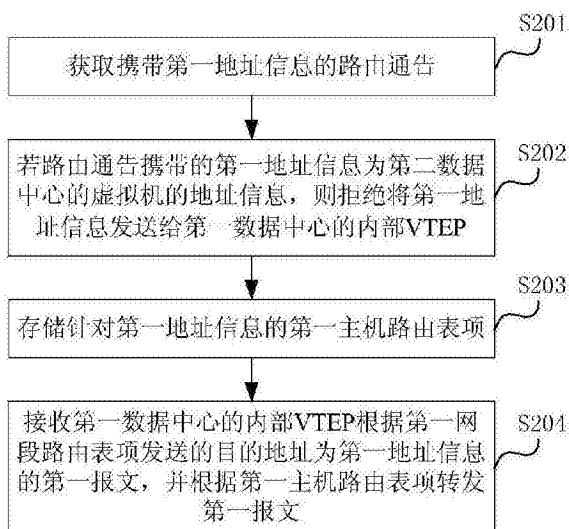 S201
获取携带第一地址信息的路由通告
S202
若路由通告携带的第一地址信息为第二数据
中心的虚拟机的地址信息，则拒绝将第一地
址信息发送给第一数据中心的内部VTEP
S203
存储针对第一地址信息的第一主机路由表项
S204
接收第一数据中心的内部VTEP根据第一网
段路由表项发送的目的地址为第一地址信息
的第一报文，并根据第一主机路由表项转发
第一报文